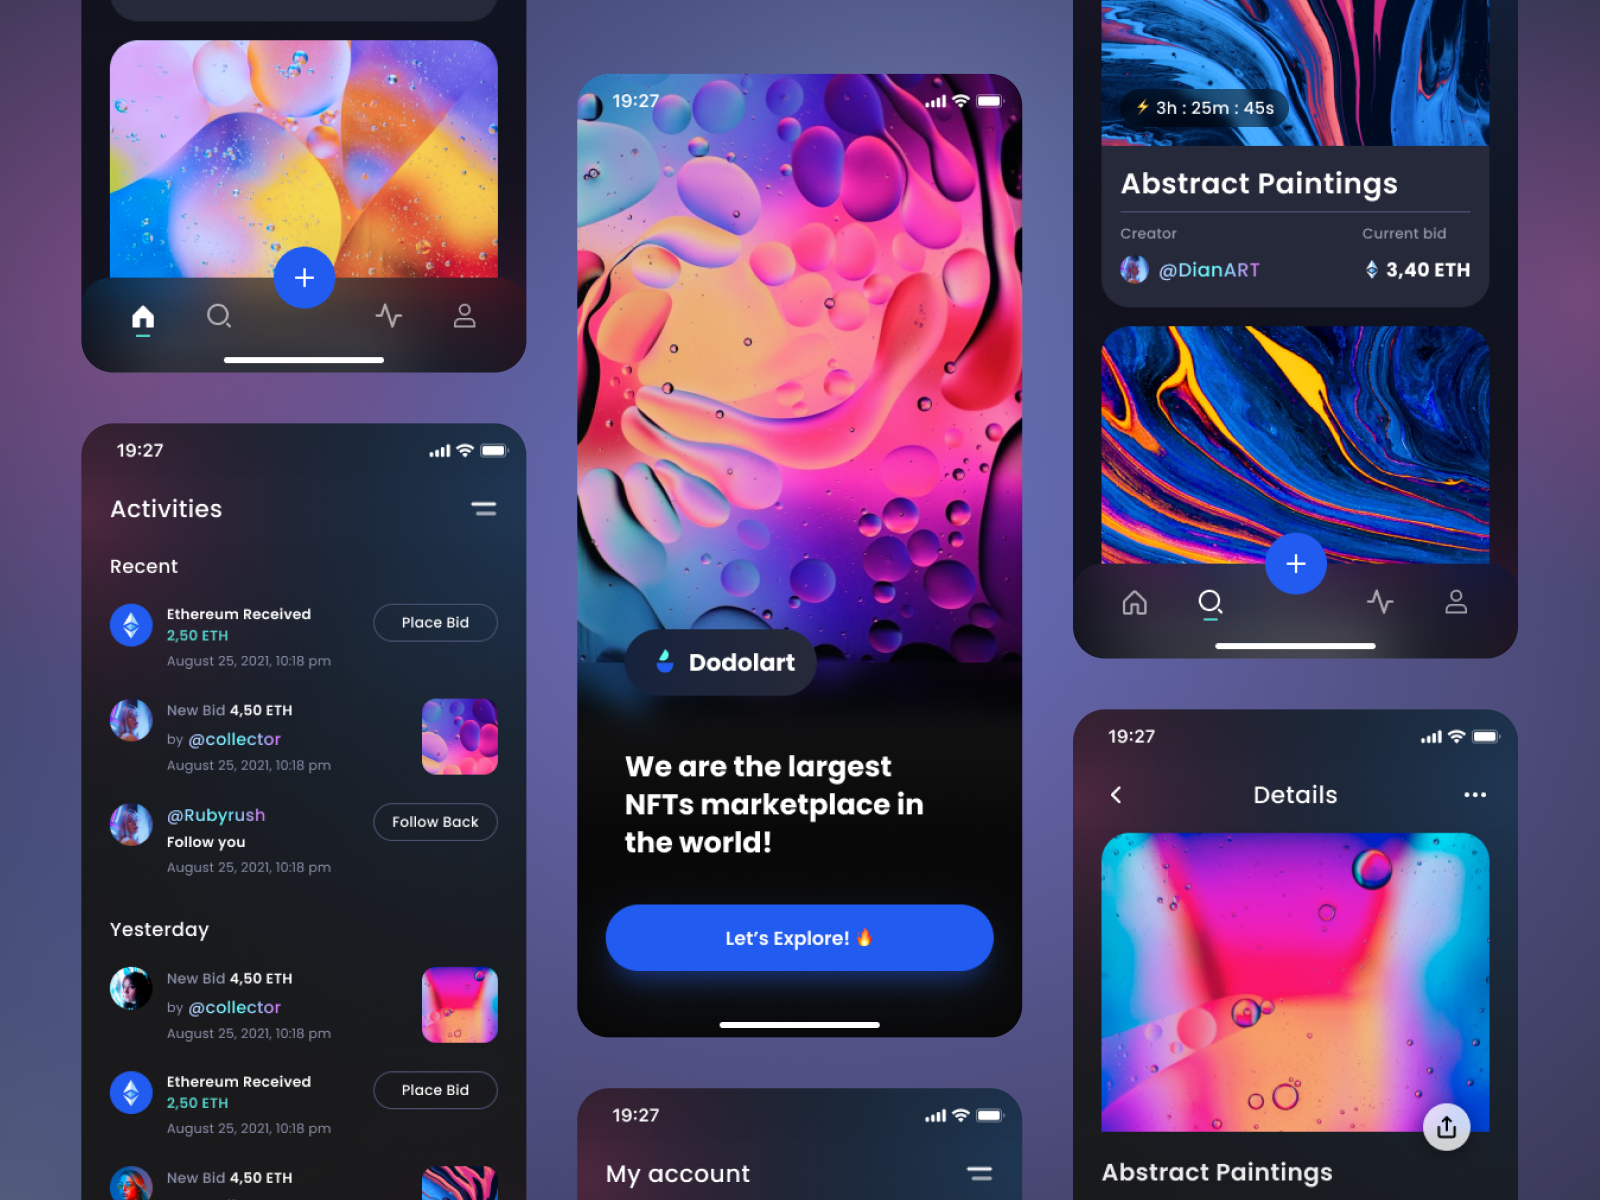 19:27
Activities
Recent
Ethereum Received
2,50 ETH
August 25, 2021, 10:18 pm
Place Bid
New Bid 4,50 ETH
by @collector
August 25, 2021, 10:18 pm
@Rubyrush
Follow you
August 25, 2021, 10:18 pm
Follow Back
Yesterday
New Bid 4,50 ETH
by @collector
August 25, 2021, 10:18 pm
Ethereum Received
2,50 ETH
August 25, 2021, 10:18 pm
Place Bid
New Bid 4,50 ETH
19:27
Dodolart
We are the largest
NFTs marketplace in
the world!
Let's Explore! 🔥
19:27
My account
⚡ 3h : 25m : 45s
Abstract Paintings
Creator
Current bid
@DianART
3,40 ETH
19:27
Details
Abstract Paintings